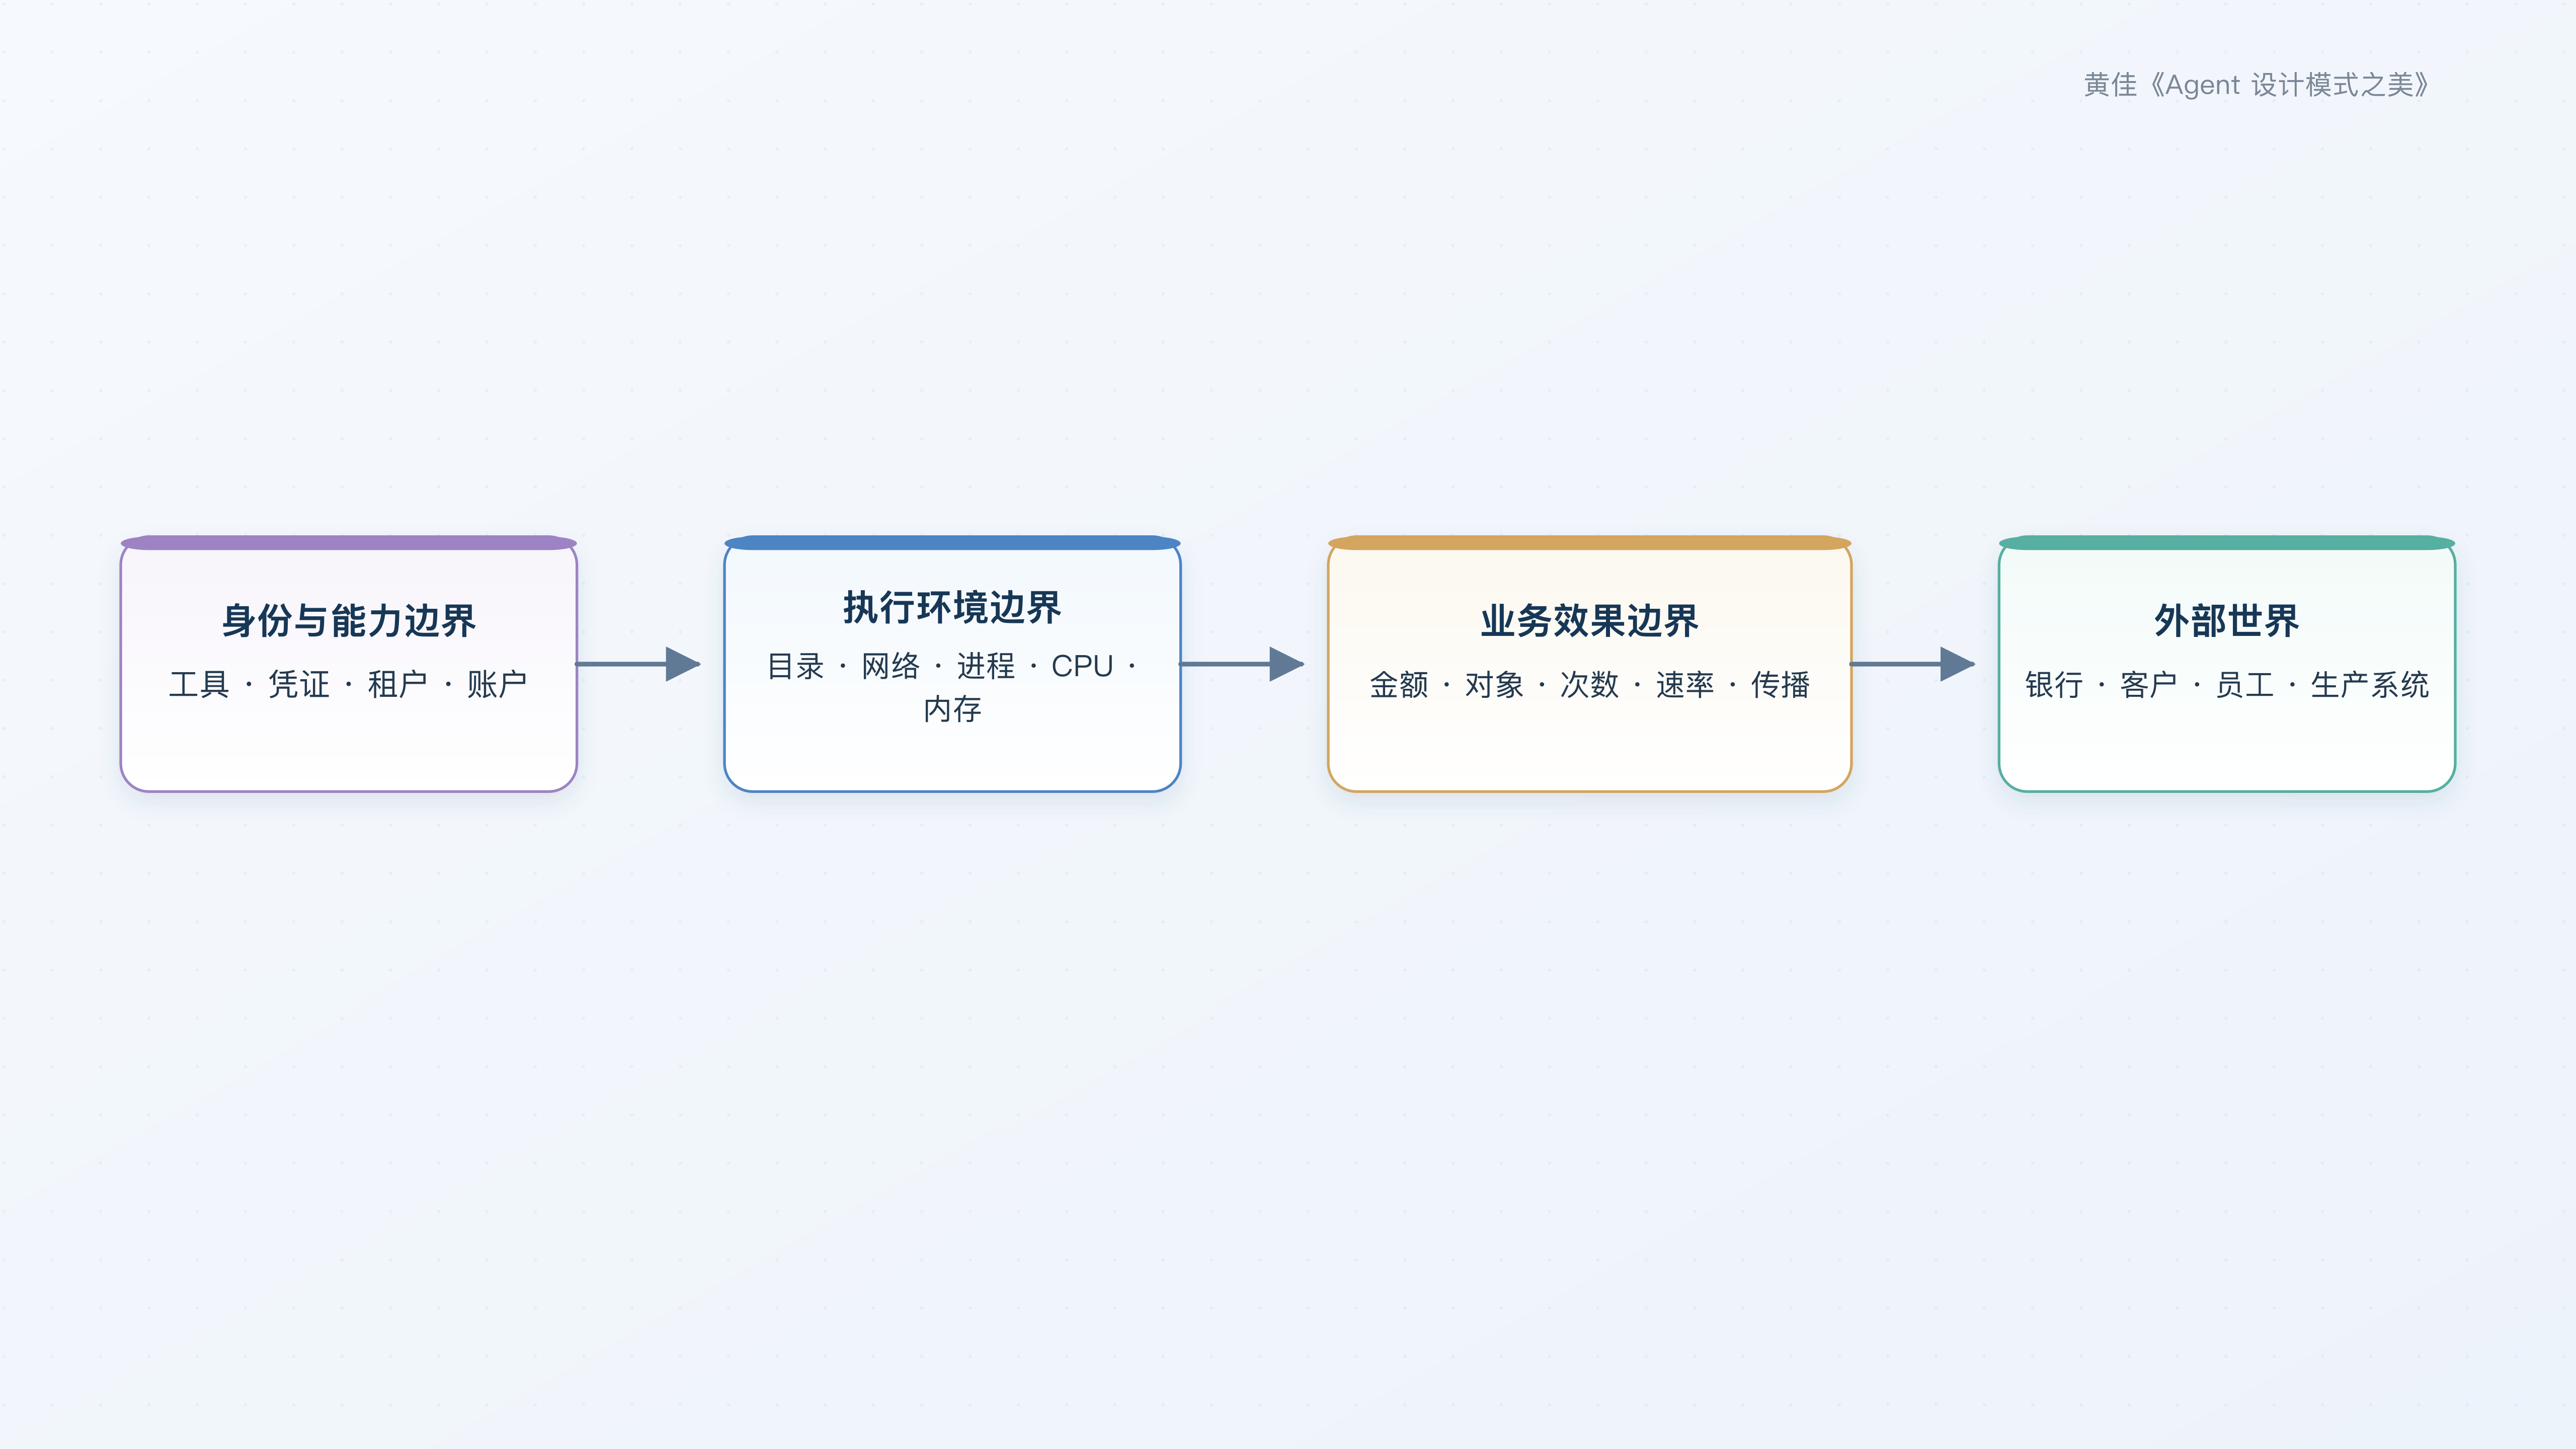 黄佳《Agent 设计模式之美》
身份与能力边界
工具 · 凭证 · 租户 · 账户
执行环境边界
目录 · 网络 · 进程 · CPU ·
内存
业务效果边界
金额 · 对象 · 次数 · 速率 · 传播
外部世界
银行 · 客户 · 员工 · 生产系统